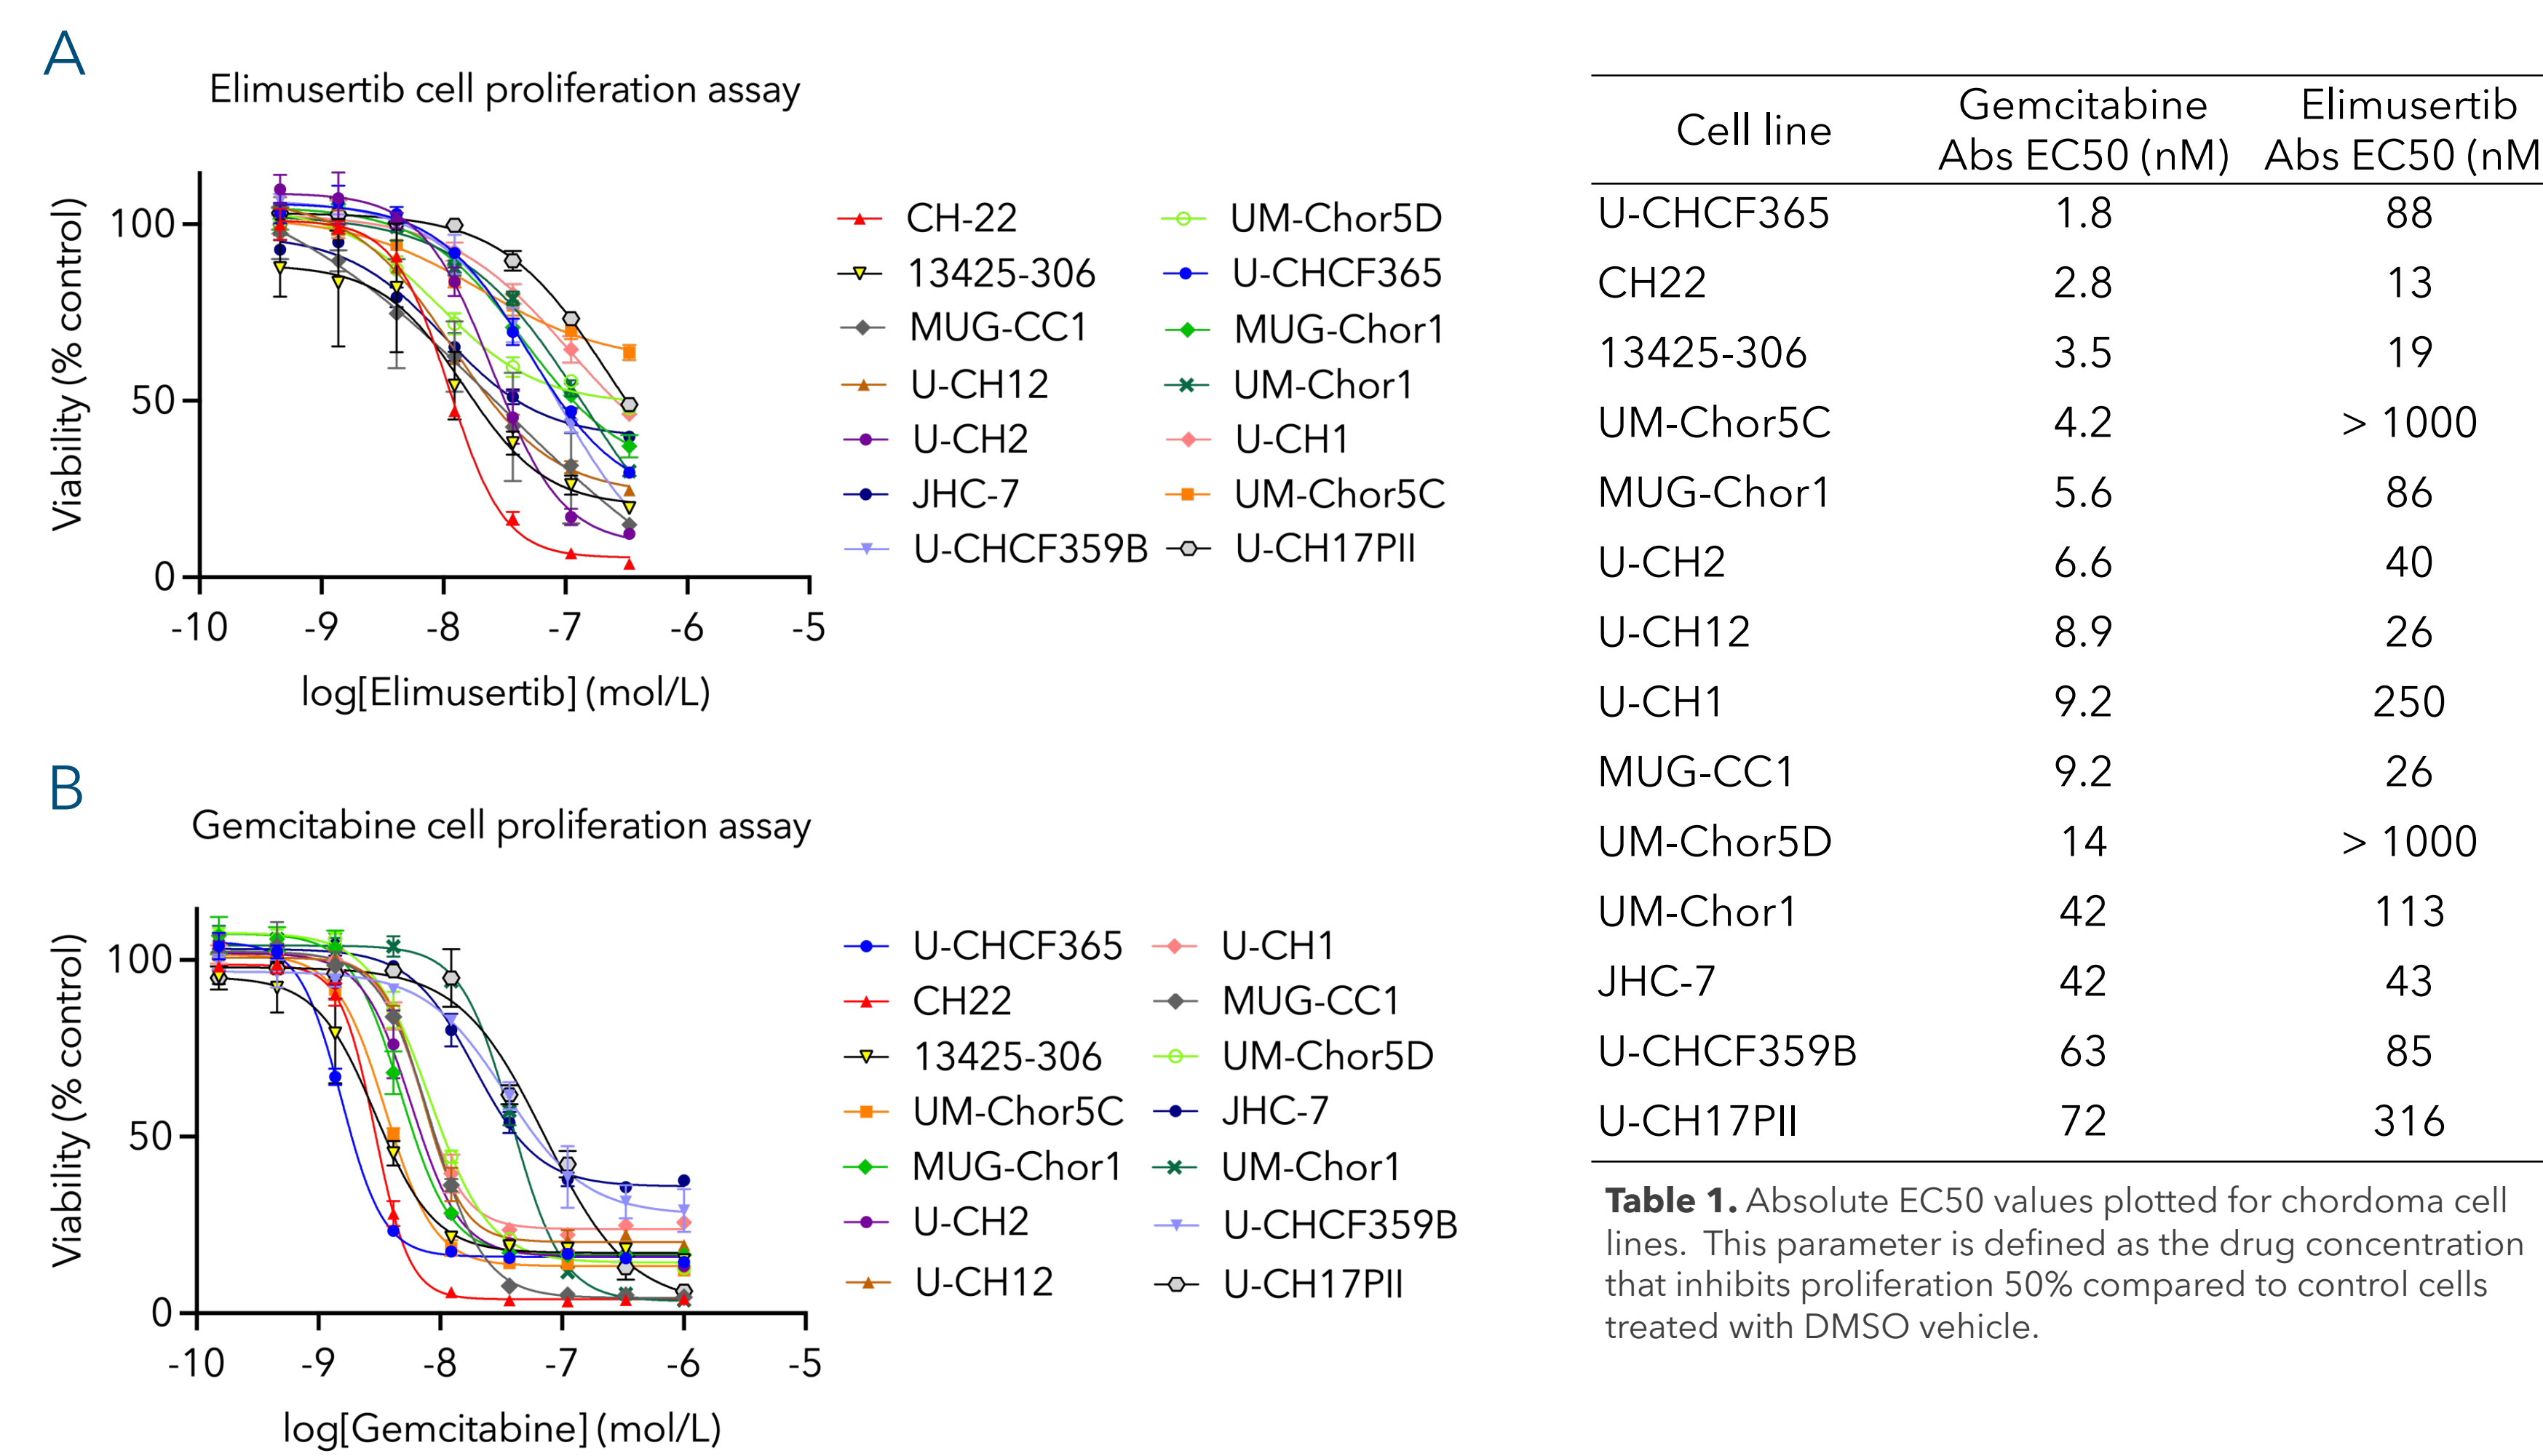 A
Elimusertib cell proliferation assay
Viability (% control)
100
50
0
-10 -9 -8 -7 -6 -5
log[Elimusertib] (mol/L)
CH-22
13425-306
MUG-CC1
U-CH12
U-CH2
JHC-7
U-CHCF359B
UM-Chor5D
U-CHCF365
MUG-Chor1
UM-Chor1
U-CH1
UM-Chor5C
U-CH17PII
B
Gemcitabine cell proliferation assay
Viability (% control)
100
50
0
-10 -9 -8 -7 -6 -5
log[Gemcitabine] (mol/L)
U-CHCF365
CH22
13425-306
UM-Chor5C
MUG-Chor1
U-CH2
U-CH12
U-CH1
MUG-CC1
UM-Chor5D
JHC-7
UM-Chor1
U-CHCF359B
U-CH17PII
Cell line Gemcitabine Abs EC50 (nM) Elimusertib Abs EC50 (nM
U-CHCF365 1.8 88
CH22 2.8 13
13425-306 3.5 19
UM-Chor5C 4.2 > 1000
MUG-Chor1 5.6 86
U-CH2 6.6 40
U-CH12 8.9 26
U-CH1 9.2 250
MUG-CC1 9.2 26
UM-Chor5D 14 > 1000
UM-Chor1 42 113
JHC-7 42 43
U-CHCF359B 63 85
U-CH17PII 72 316
Table 1. Absolute EC50 values plotted for chordoma cell
lines. This parameter is defined as the drug concentration
that inhibits proliferation 50% compared to control cells
treated with DMSO vehicle.